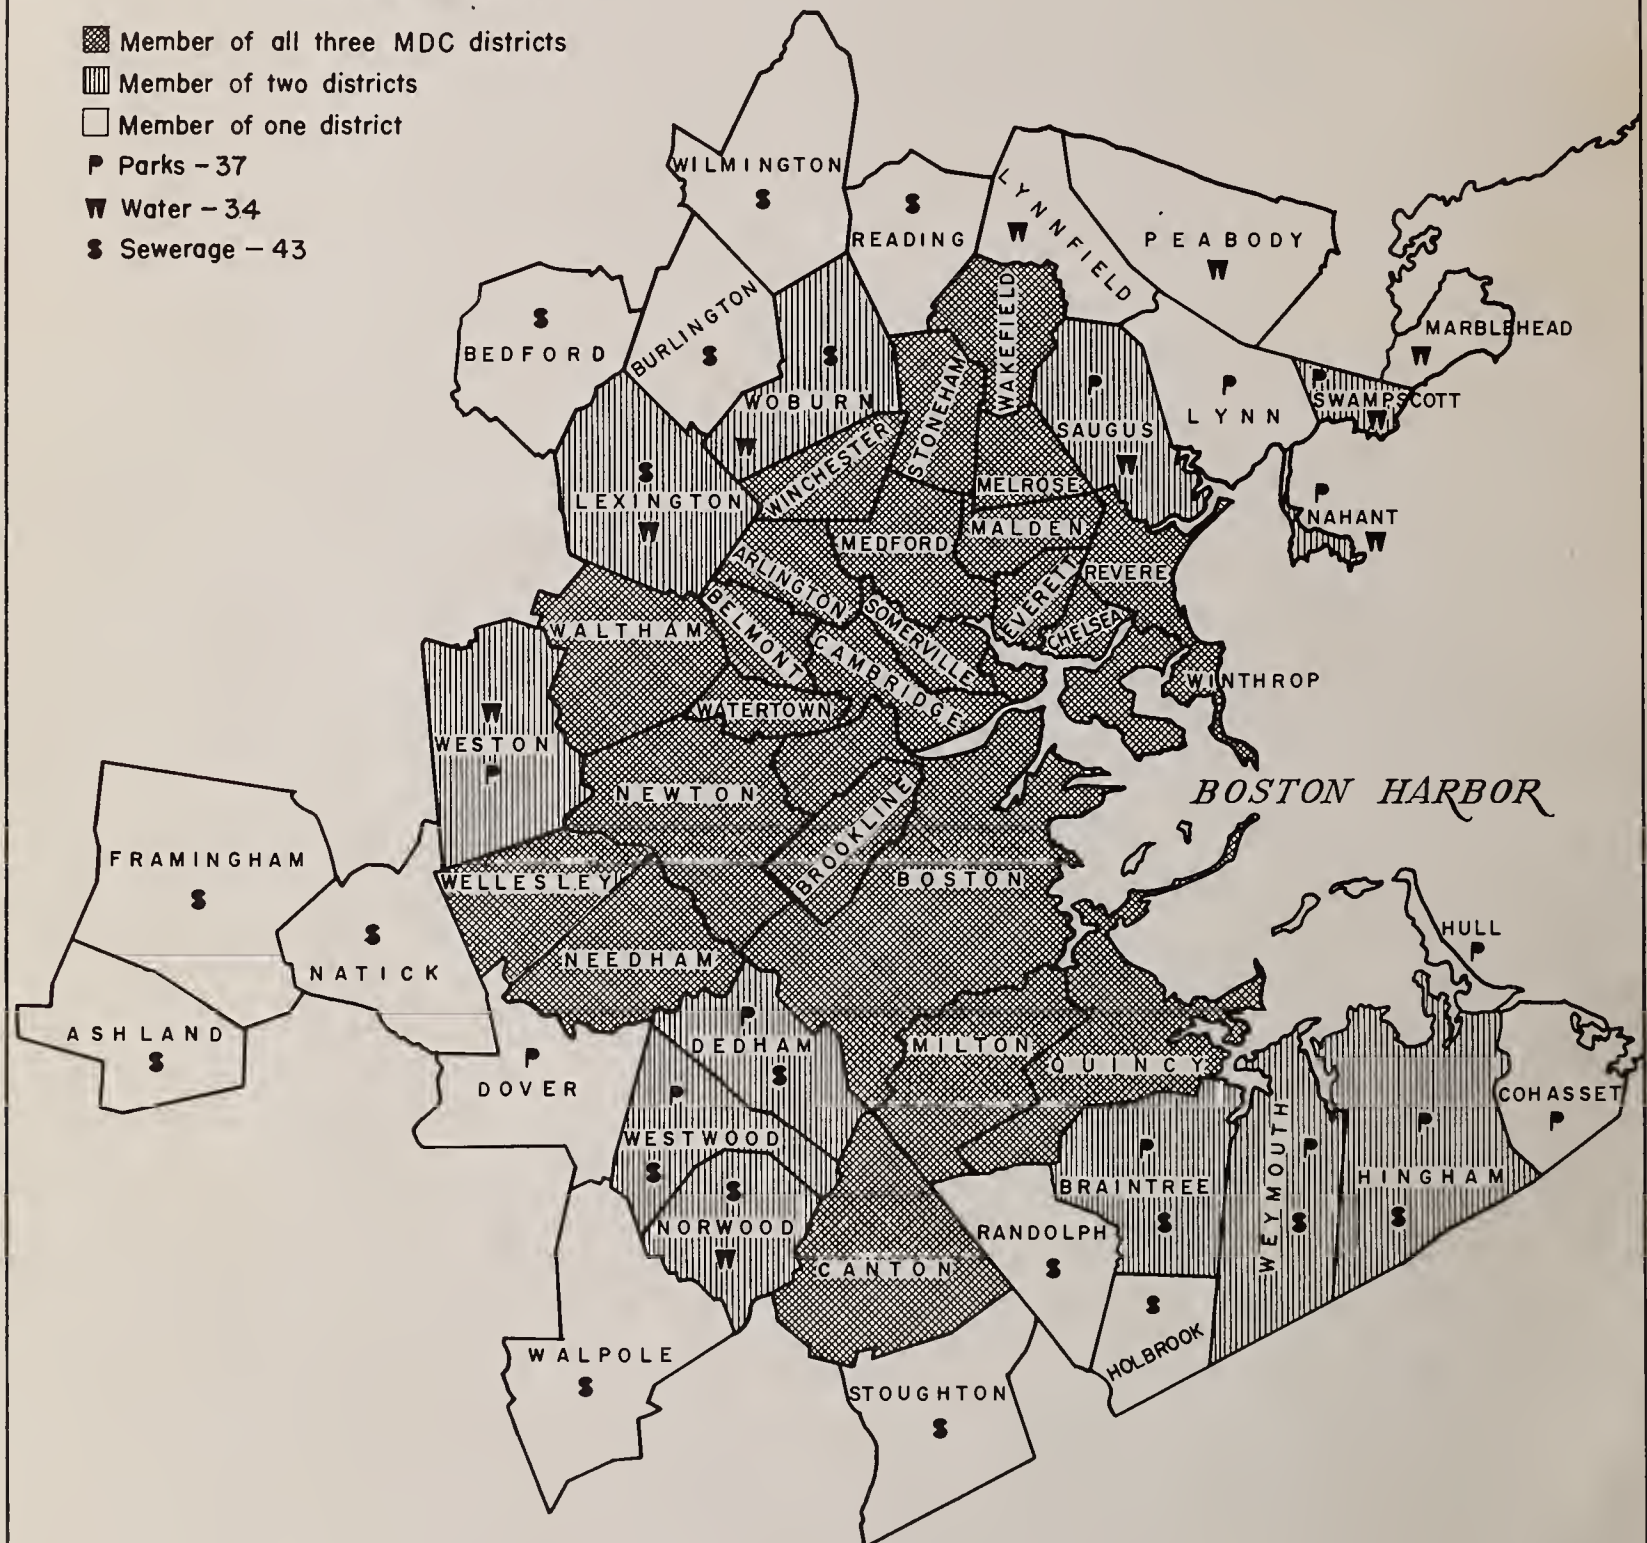 Member of all three MDC districts
Member of two districts
Member of one district
P Parks - 37
W Water - 34
S Sewerage - 43
WILMINGTON
S
S
READING
LYNNFIELD
W
PEABODY
W
S
BEDFORD
BURLINGTON
S
S
WOBURN
W
WAKEFIELD
STONEHAM
MARBLEHEAD
W
P
SAUGUS
W
P
LYNN
P
SWAMPSCOTT
W
S
LEXINGTON
W
WINCHESTER
MELROSE
MALDEN
MEDFORD
P
NAHANT
W
ARLINGTON
EVERETT
REVERE
CHELSEA
SOMERVILLE
BELMONT
CAMBRIDGE
WALTHAM
WINTHROP
WATERTOWN
W
WESTON
P
NEWTON
BOSTON HARBOR
BROOKLINE
BOSTON
FRAMINGHAM
S
WELLESLEY
NEEDHAM
S
NATICK
HULL
P
ASHLAND
S
P
DOVER
P
DEDHAM
S
MILTON
QUINCY
COHASSET
P
P
WESTWOOD
S
S
NORWOOD
W
P
BRAINTREE
S
WEYMOUTH
P
S
P
HINGHAM
S
RANDOLPH
S
CANTON
S
HOLBROOK
WALPOLE
S
STOUGHTON
S